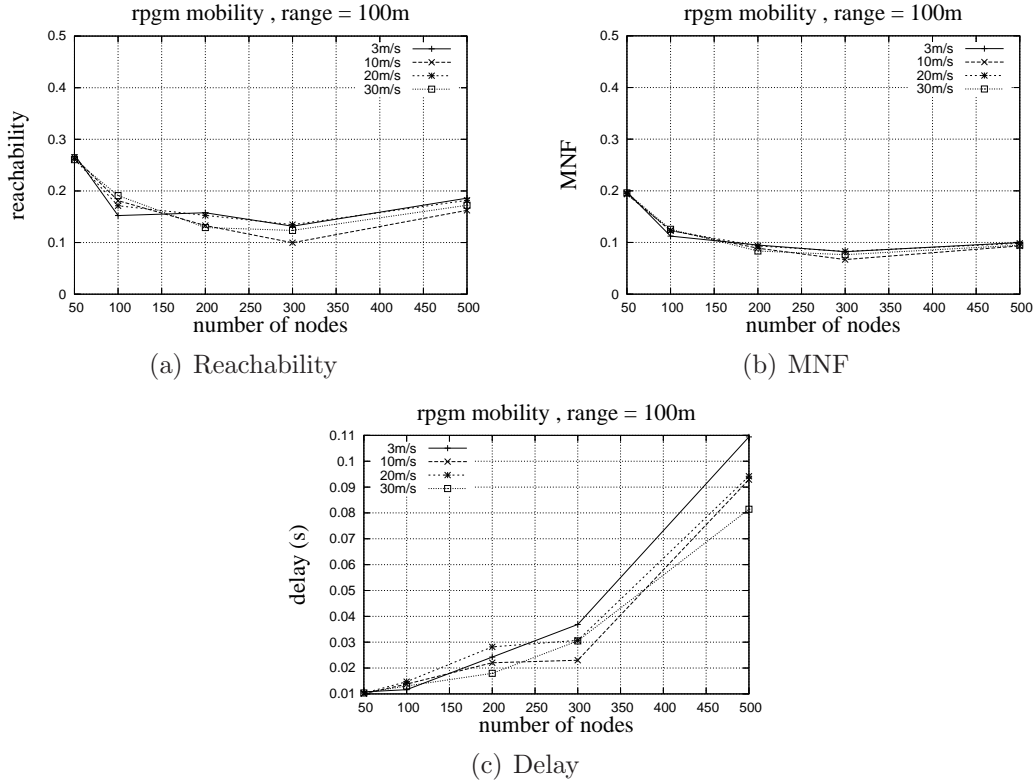 rpgm mobility , range = 100m
reachability
0.5
0.4
0.3
0.2
0.1
0
3m/s
10m/s
20m/s
30m/s
50 100 150 200 250 300 350 400 450 500
number of nodes
(a) Reachability
rpgm mobility , range = 100m
MNF
0.5
0.4
0.3
0.2
0.1
0
3m/s
10m/s
20m/s
30m/s
50 100 150 200 250 300 350 400 450 500
number of nodes
(b) MNF
rpgm mobility , range = 100m
delay (s)
0.11
0.1
0.09
0.08
0.07
0.06
0.05
0.04
0.03
0.02
0.01
3m/s
10m/s
20m/s
30m/s
50 100 150 200 250 300 350 400 450 500
number of nodes
(c) Delay